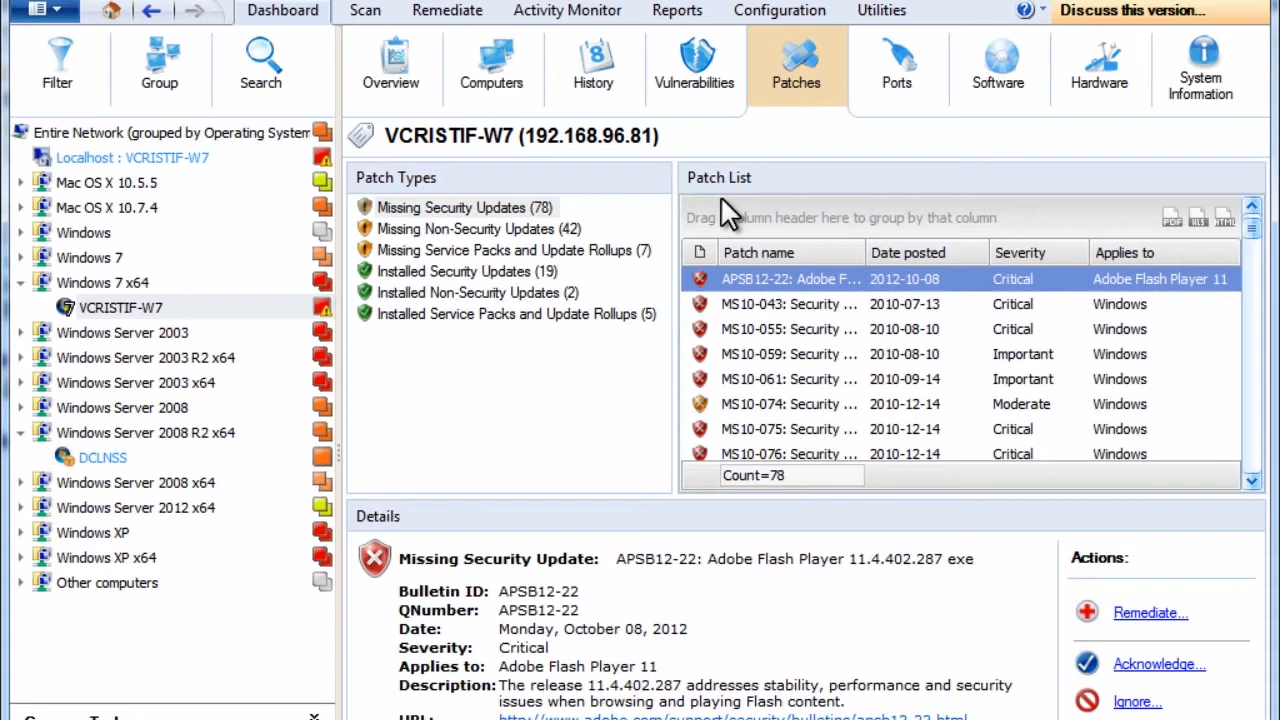 Dashboard Scan Remediate Activity Monitor Reports Configuration Utilities Discuss this version...
Filter Group Search Overview Computers History Vulnerabilities Patches Ports Software Hardware System Information
Entire Network (grouped by Operating System
Localhost : VCRISTIF-W7
Mac OS X 10.5.5
Mac OS X 10.7.4
Windows
Windows 7
Windows 7 x64
VCRISTIF-W7
Windows Server 2003
Windows Server 2003 R2 x64
Windows Server 2003 x64
Windows Server 2008
Windows Server 2008 R2 x64
DCLNSS
Windows Server 2008 x64
Windows Server 2012 x64
Windows XP
Windows XP x64
Other computers
VCRISTIF-W7 (192.168.96.81)
Patch Types
Missing Security Updates (78)
Missing Non-Security Updates (42)
Missing Service Packs and Update Rollups (7)
Installed Security Updates (19)
Installed Non-Security Updates (2)
Installed Service Packs and Update Rollups (5)
Patch List
Drag header here to group by that column
PDF XLS HTML
Patch name Date posted Severity Applies to
APSB12-22: Adobe F... 2012-10-08 Critical Adobe Flash Player 11
MS10-043: Security ... 2010-07-13 Critical Windows
MS10-055: Security ... 2010-08-10 Critical Windows
MS10-059: Security ... 2010-08-10 Important Windows
MS10-061: Security ... 2010-09-14 Important Windows
MS10-074: Security ... 2010-12-14 Moderate Windows
MS10-075: Security ... 2010-12-14 Critical Windows
MS10-076: Security ... 2010-12-14 Critical Windows
Count=78
Details
Missing Security Update: APSB12-22: Adobe Flash Player 11.4.402.287 exe
Bulletin ID: APSB12-22
QNumber: APSB12-22
Date: Monday, October 08, 2012
Severity: Critical
Applies to: Adobe Flash Player 11
Description: The release 11.4.402.287 addresses stability, performance and security
issues when browsing and playing Flash content.
URL: http://www.adobe.com/support/security/bulletins/apsb12-22.html
Actions:
Remediate...
Acknowledge...
Ignore...